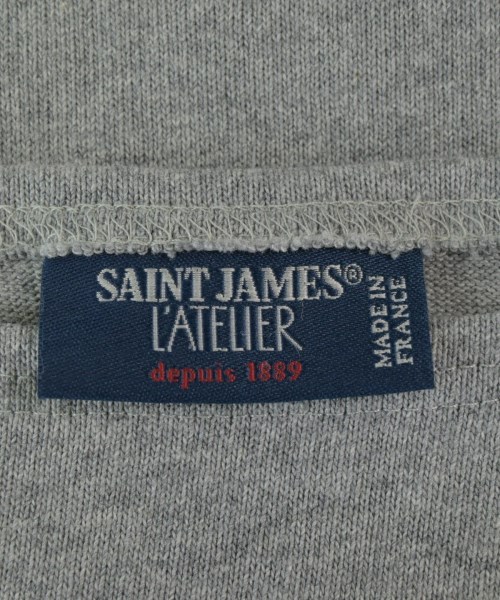 SAINT JAMES®
L'ATELIER
depuis 1889
MADE IN
FRANCE